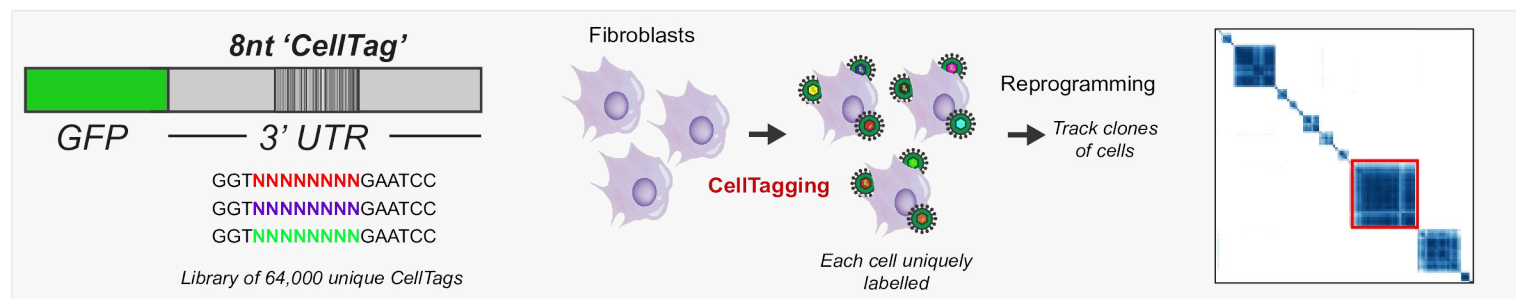 8nt ‘CellTag’
GFP
3’ UTR
GGTNNNNNNNNGAATCC
GGTNNNNNNNNGAATCC
GGTNNNNNNNNGAATCC
Library of 64,000 unique CellTags
Fibroblasts
CellTagging
Each cell uniquely
labelled
Reprogramming
Track clones
of cells